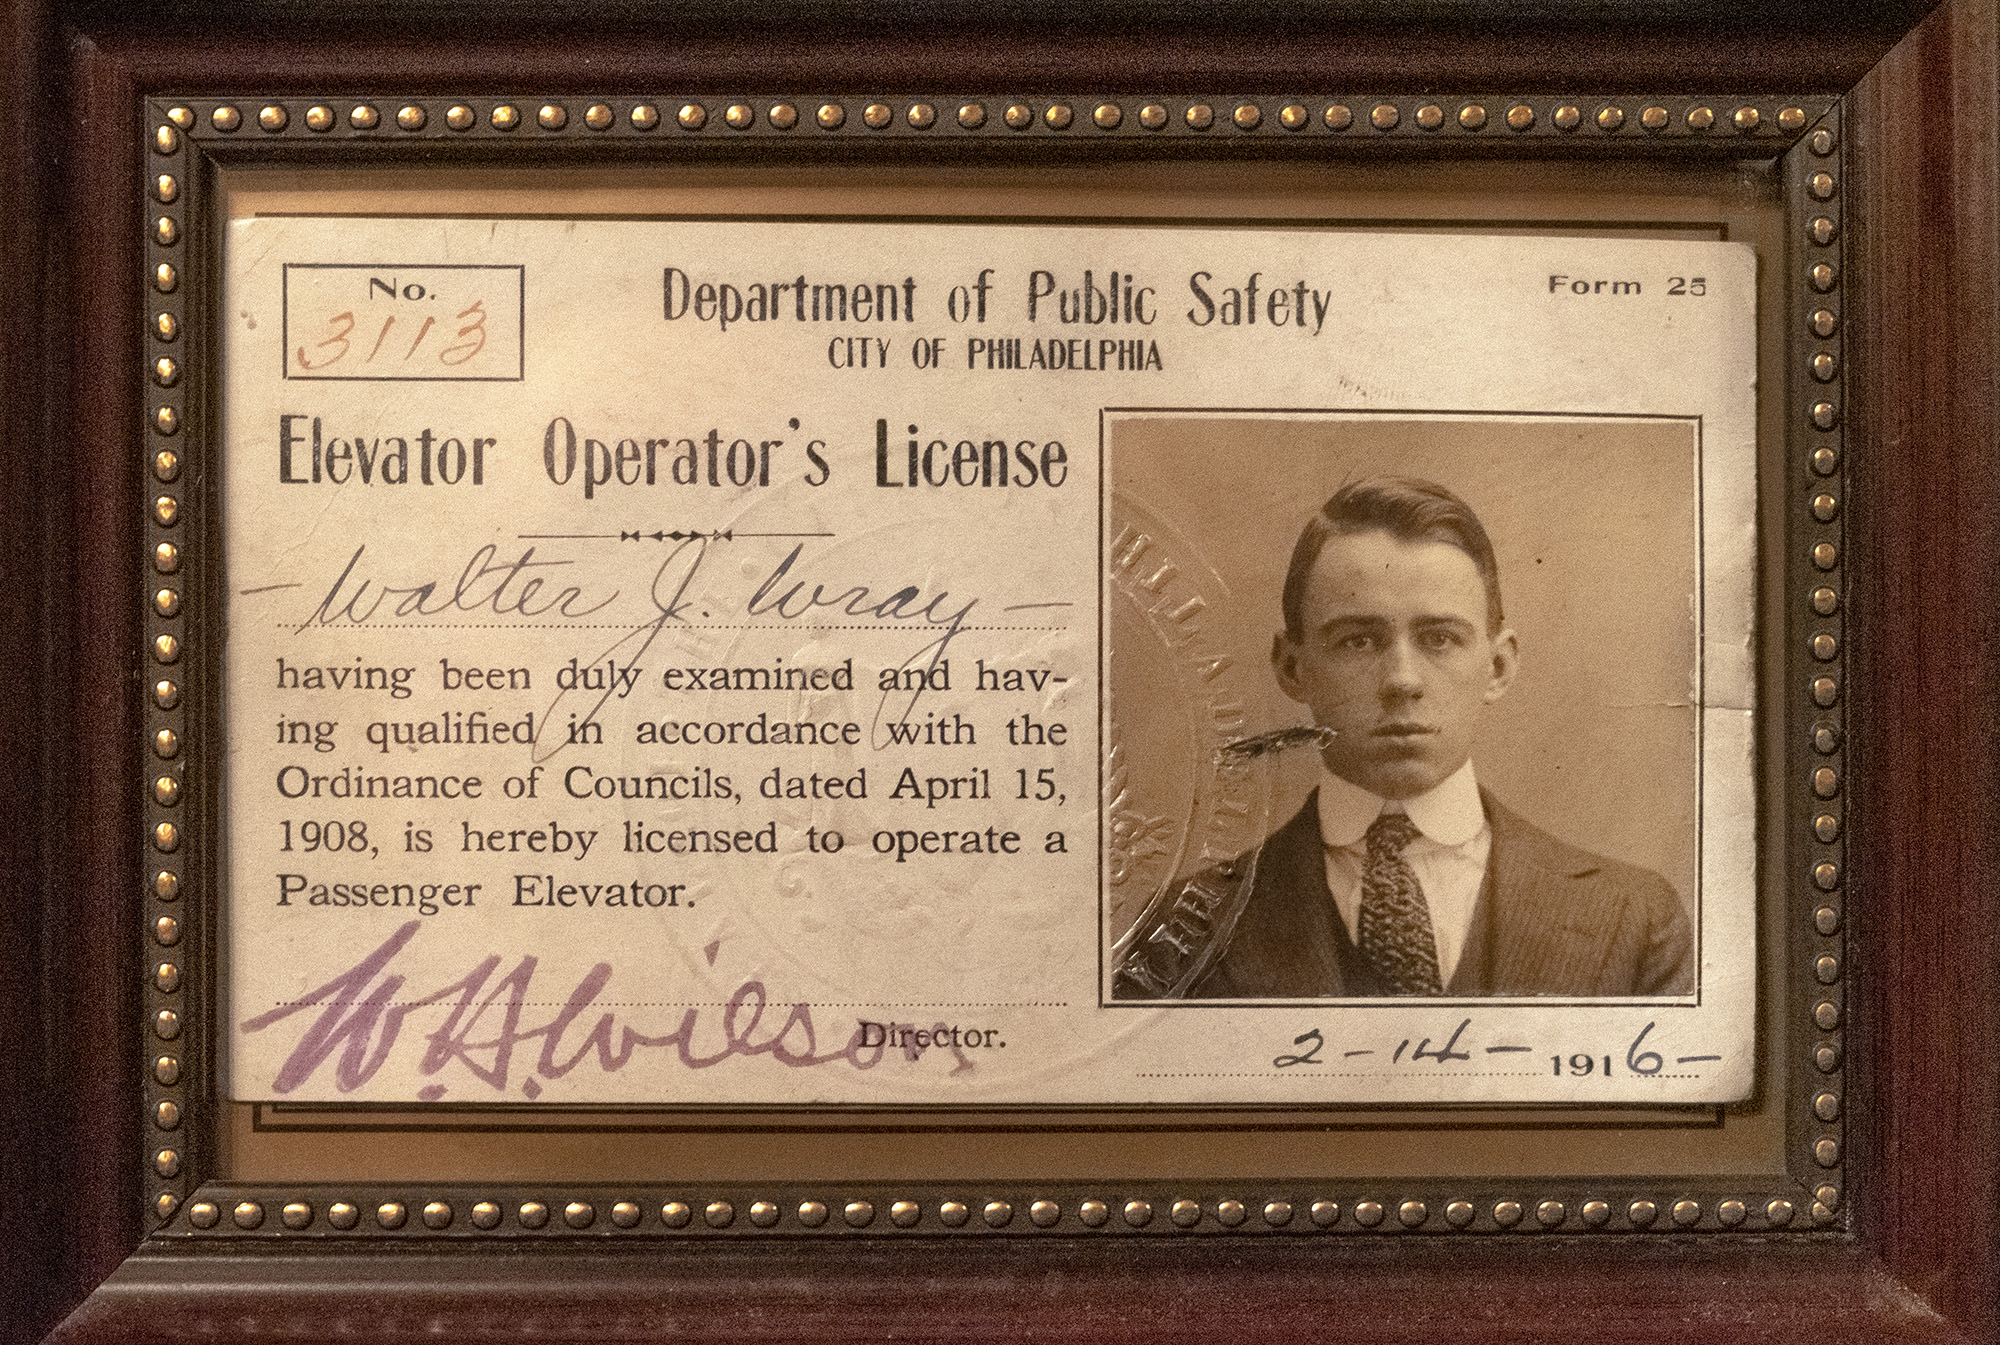 No.
3113
Department of Public Safety
Form 25
CITY OF PHILADELPHIA
Elevator Operator's License
- Walter J. Wray -
having been duly examined and hav-
ing qualified in accordance with the
Ordinance of Councils, dated April 15,
1908, is hereby licensed to operate a
Passenger Elevator.
W. H. Wilson
Director.
2-14-1916-